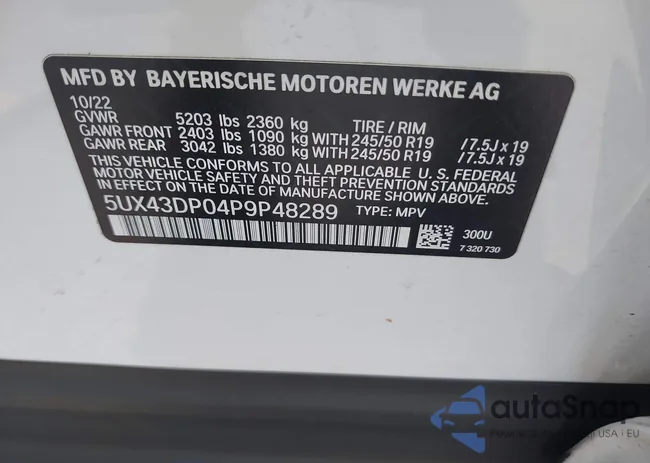 MFD BY BAYERISCHE MOTOREN WERKE AG
10/22
GVWR 5203 lbs 2360 kg TIRE / RIM
GAWR FRONT 2403 lbs 1090 kg WITH 245/50 R19 /7.5J x 19
GAWR REAR 3042 lbs 1380 kg WITH 245/50 R19 /7.5J x 19
THIS VEHICLE CONFORMS TO ALL APPLICABLE U. S. FEDERAL
MOTOR VEHICLE SAFETY, BUMPER, AND THEFT PREVENTION
STANDARDS IN EFFECT ON THE DATE OF MANUFACTURE SHOWN ABOVE.
5UX43DP04P9P48289 TYPE: MPV
300U
7 320 730
autoSnap
USA | EU